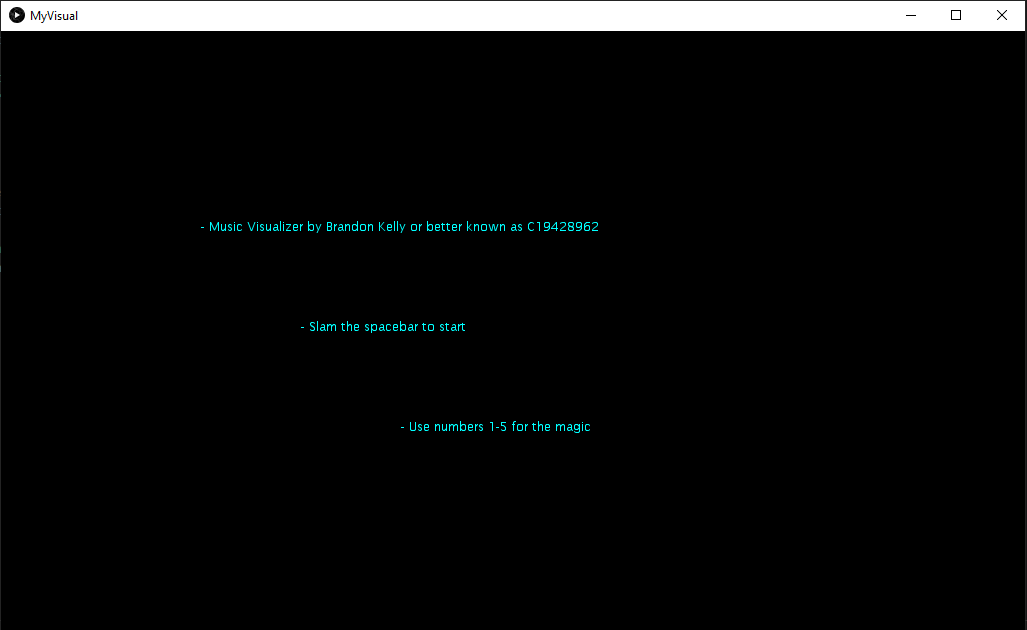 MyVisual
- Music Visualizer by Brandon Kelly or better known as C19428962
- Slam the spacebar to start
- Use numbers 1-5 for the magic